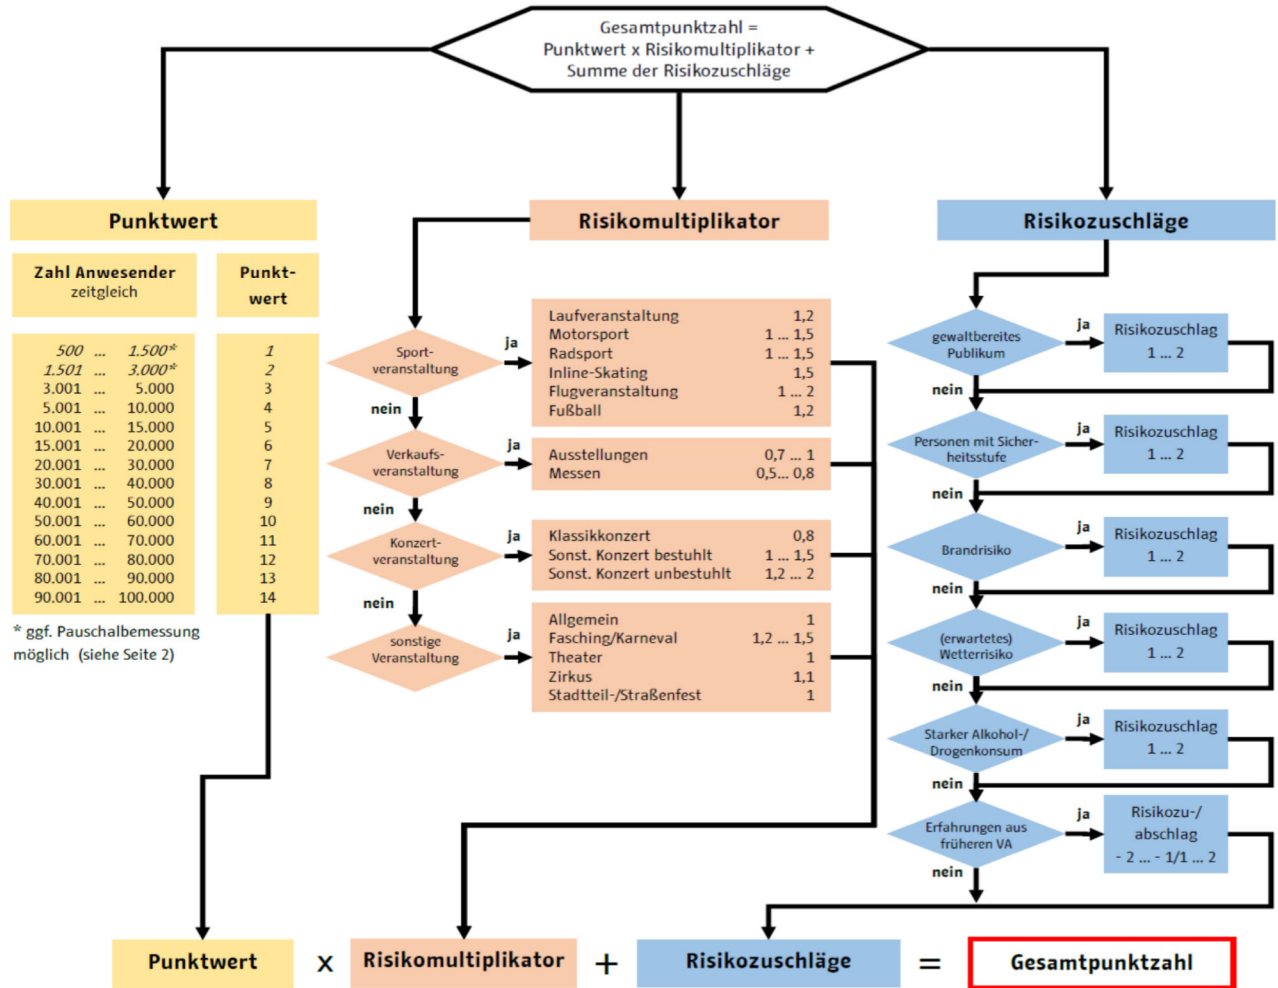 Gesamtpunktzahl =
Punktwert x Risikomultiplikator +
Summe der Risikozuschläge
Punktwert
Zahl Anwesender
zeitgleich
Punkt-
wert
500 ... 1.500* 1
1.501 ... 3.000* 2
3.001 ... 5.000 3
5.001 ... 10.000 4
10.001 ... 15.000 5
15.001 ... 20.000 6
20.001 ... 30.000 7
30.001 ... 40.000 8
40.001 ... 50.000 9
50.001 ... 60.000 10
60.001 ... 70.000 11
70.001 ... 80.000 12
80.001 ... 90.000 13
90.001 ... 100.000 14
* ggf. Pauschalbemessung
möglich (siehe Seite 2)
Risikomultiplikator
Sport-
veranstaltung
ja
Laufveranstaltung 1,2
Motorsport 1 ... 1,5
Radsport 1 ... 1,5
Inline-Skating 1,5
Flugveranstaltung 1 ... 2
Fußball 1,2
nein
Verkaufs-
veranstaltung
ja
Ausstellungen 0,7 ... 1
Messen 0,5... 0,8
nein
Konzert-
veranstaltung
ja
Klassikkonzert 0,8
Sonst. Konzert bestuhlt 1 ... 1,5
Sonst. Konzert unbestuhlt 1,2 ... 2
nein
sonstige
Veranstaltung
ja
Allgemein 1
Fasching/Karneval 1,2 ... 1,5
Theater 1
Zirkus 1,1
Stadtteil-/Straßenfest 1
Risikozuschläge
gewaltbereites
Publikum
ja
Risikozuschlag
1 ... 2
nein
Personen mit Sicher-
heitsstufe
ja
Risikozuschlag
1 ... 2
nein
Brandrisiko
ja
Risikozuschlag
1 ... 2
nein
(erwartetes)
Wetterrisiko
ja
Risikozuschlag
1 ... 2
nein
Starker Alkohol-/
Drogenkonsum
ja
Risikozuschlag
1 ... 2
nein
Erfahrungen aus
früheren VA
ja
Risikozu-/
abschlag
- 2 ... - 1/1 ... 2
nein
Punktwert x Risikomultiplikator + Risikozuschläge = Gesamtpunktzahl